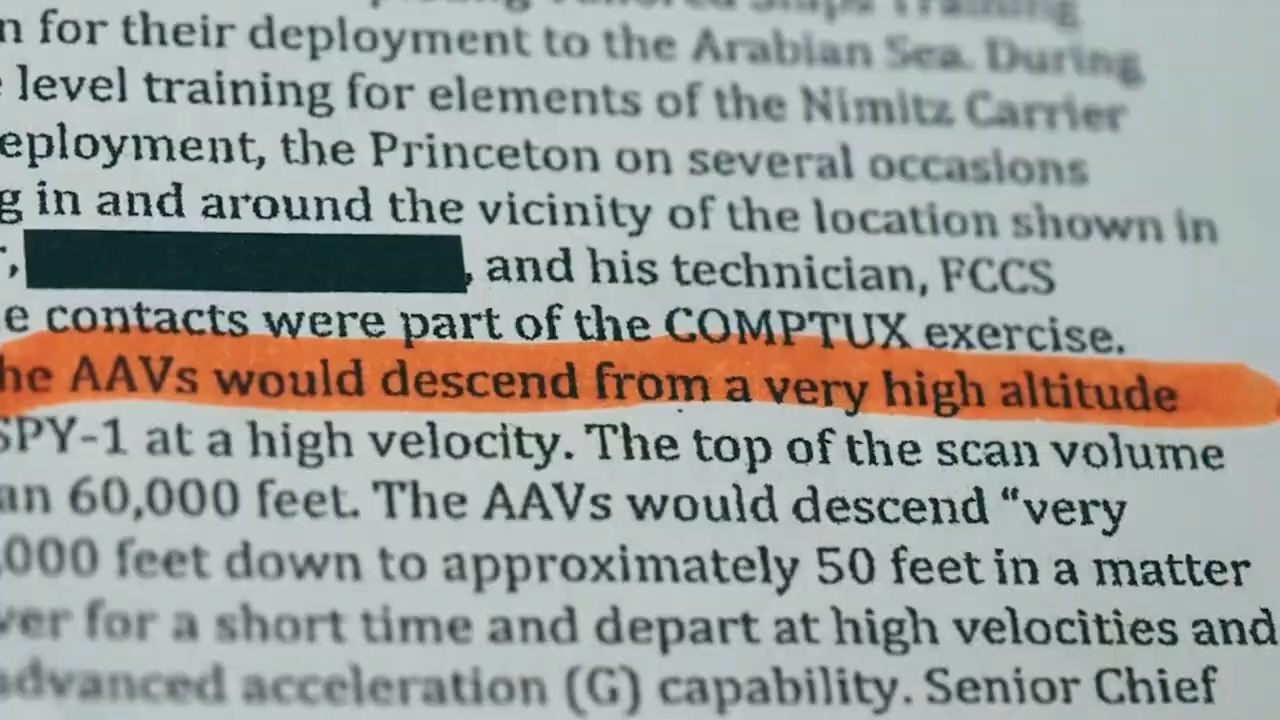 Training
n for their deployment to the Arabian Sea. During
level training for elements of the Nimitz Carrier
eployment, the Princeton on several occasions
g in and around the vicinity of the location shown in
, and his technician, FCCS
e contacts were part of the COMPTUX exercise.
he AAVs would descend from a very high altitude
SPY-1 at a high velocity. The top of the scan volume
an 60,000 feet. The AAVs would descend “very
,000 feet down to approximately 50 feet in a matter
ver for a short time and depart at high velocities and
advanced acceleration (G) capability. Senior Chief